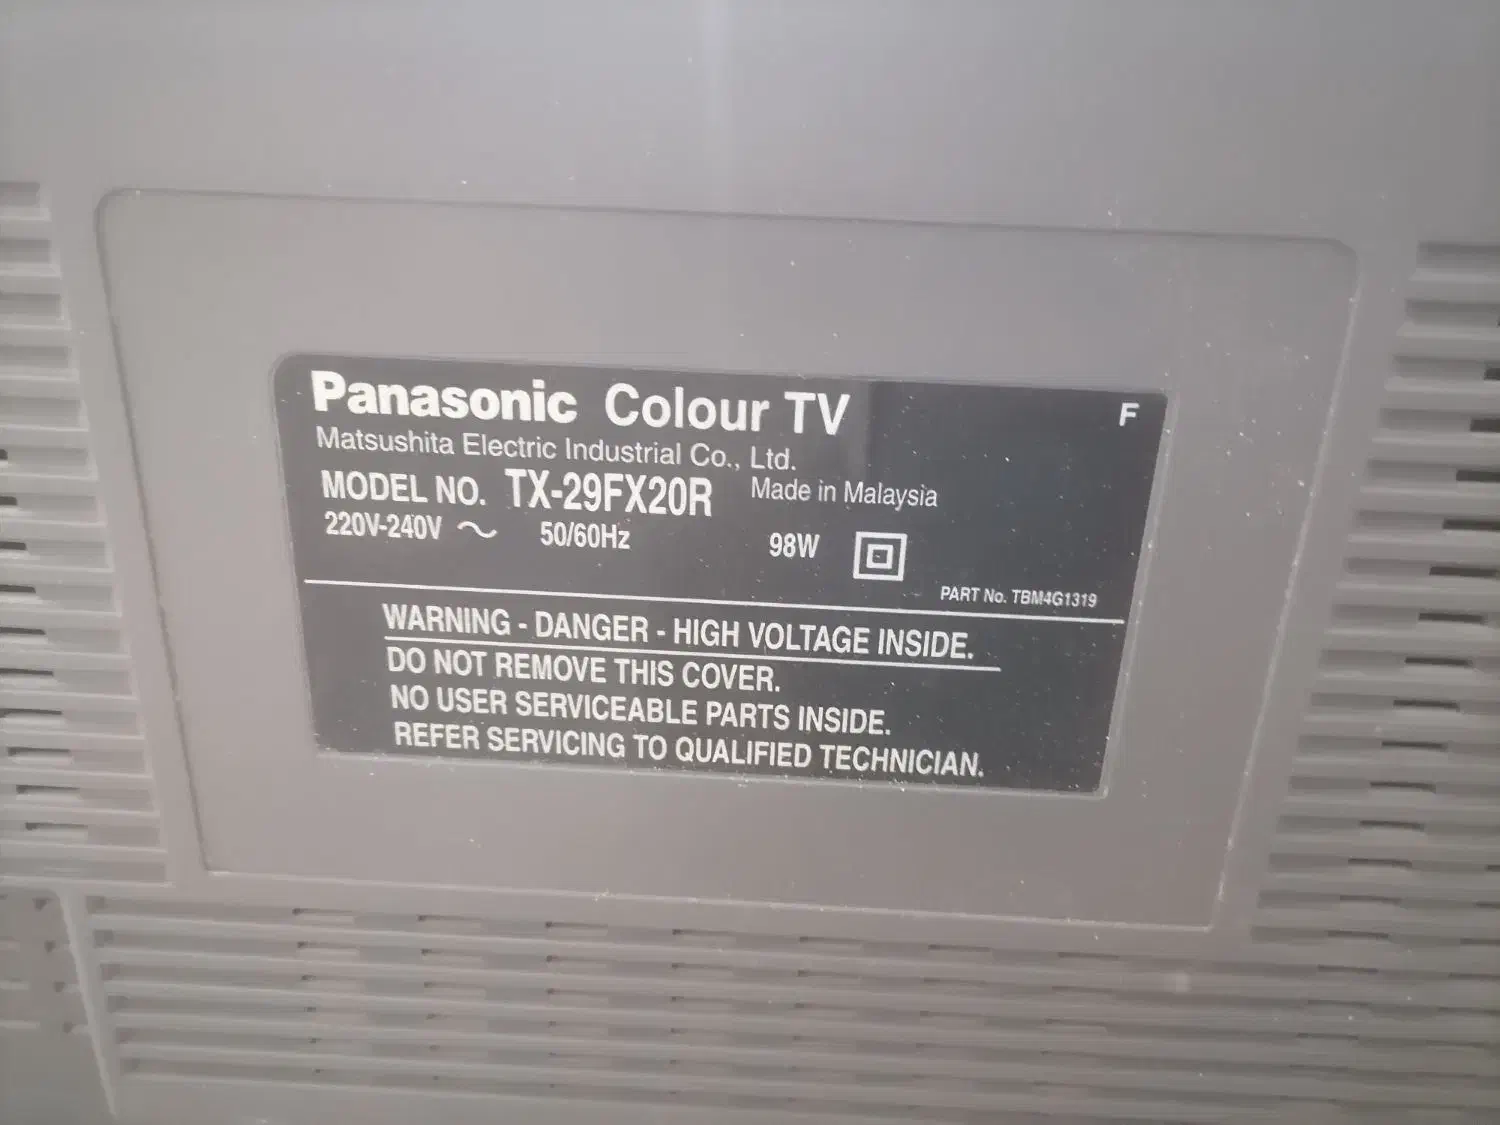 Panasonic Colour TV F
Matsushita Electric Industrial Co., Ltd.
MODEL NO. TX-29FX20R Made in Malaysia
220V-240V ~ 50/60Hz 98W
PART No. TBM4G1319
WARNING - DANGER - HIGH VOLTAGE INSIDE.
DO NOT REMOVE THIS COVER.
NO USER SERVICEABLE PARTS INSIDE.
REFER SERVICING TO QUALIFIED TECHNICIAN.